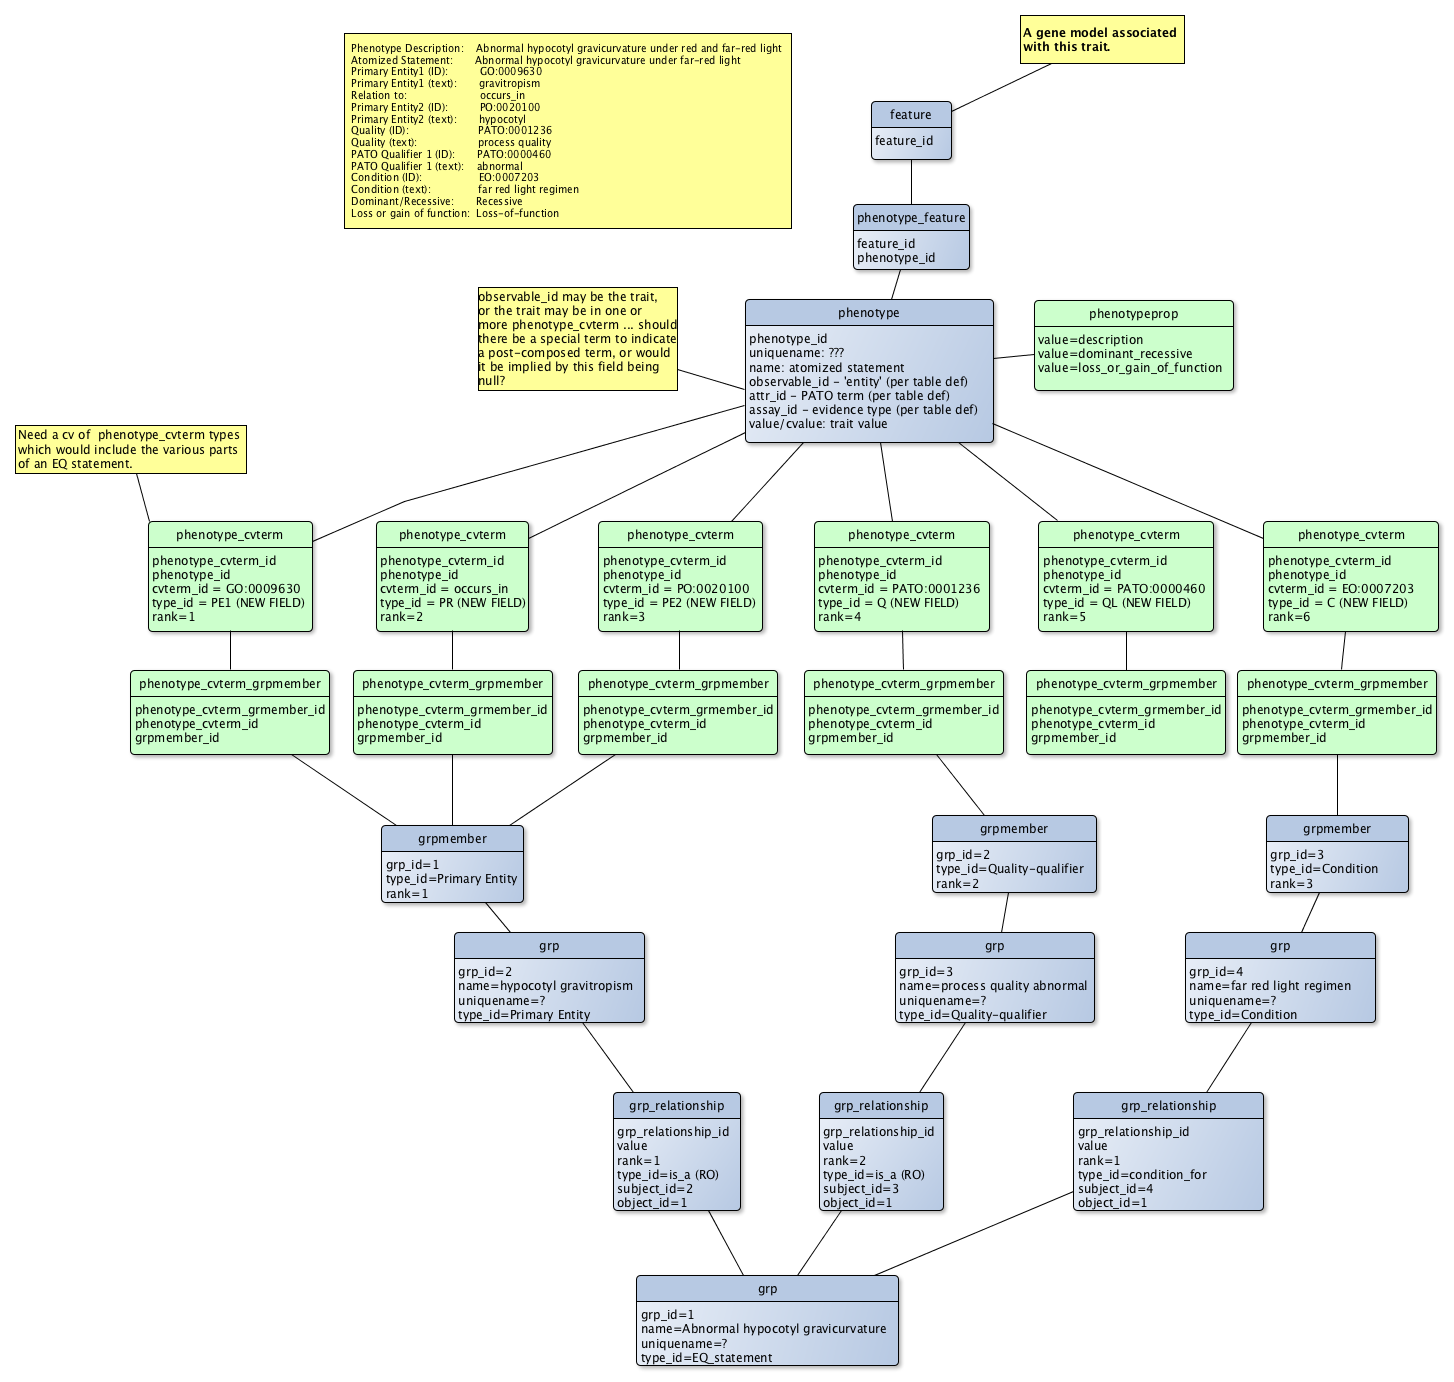 A gene model associated
with this trait.
Phenotype Description: Abnormal hypocotyl gravicurvature under red and far-red light
Atomized Statement: Abnormal hypocotyl gravicurvature under far-red light
Primary Entity1 (ID): GO:0009630
Primary Entity1 (text): gravitropism
Relation to: occurs_in
Primary Entity2 (ID): PO:0020100
Primary Entity2 (text): hypocotyl
Quality (ID): PATO:0001236
Quality (text): process quality
PATO Qualifier 1 (ID): PATO:0000460
PATO Qualifier 1 (text): abnormal
Condition (ID): EO:0007203
Condition (text): far red light regimen
Dominant/Recessive: Recessive
Loss or gain of function: Loss-of-function
feature
feature_id
phenotype_feature
feature_id
phenotype_id
observable_id may be the trait,
or the trait may be in one or
more phenotype_cvterm ... should
there be a special term to indicate
a post-composed term, or would
it be implied by this field being
null?
phenotype
phenotype_id
uniquename: ???
name: atomized statement
observable_id - 'entity' (per table def)
attr_id - PATO term (per table def)
assay_id - evidence type (per table def)
value/cvalue: trait value
phenotypeprop
value=description
value=dominant_recessive
value=loss_or_gain_of_function
Need a cv of phenotype_cvterm types
which would include the various parts
of an EQ statement.
phenotype_cvterm
phenotype_cvterm_id
phenotype_id
cvterm_id = GO:0009630
type_id = PE1 (NEW FIELD)
rank=1
phenotype_cvterm
phenotype_cvterm_id
phenotype_id
cvterm_id = occurs_in
type_id = PR (NEW FIELD)
rank=2
phenotype_cvterm
phenotype_cvterm_id
phenotype_id
cvterm_id = PO:0020100
type_id = PE2 (NEW FIELD)
rank=3
phenotype_cvterm
phenotype_cvterm_id
phenotype_id
cvterm_id = PATO:0001236
type_id = Q (NEW FIELD)
rank=4
phenotype_cvterm
phenotype_cvterm_id
phenotype_id
cvterm_id = PATO:0000460
type_id = QL (NEW FIELD)
rank=5
phenotype_cvterm
phenotype_cvterm_id
phenotype_id
cvterm_id = EO:0007203
type_id = C (NEW FIELD)
rank=6
phenotype_cvterm_grpmember
phenotype_cvterm_grmember_id
phenotype_cvterm_id
grpmember_id
phenotype_cvterm_grpmember
phenotype_cvterm_grmember_id
phenotype_cvterm_id
grpmember_id
phenotype_cvterm_grpmember
phenotype_cvterm_grmember_id
phenotype_cvterm_id
grpmember_id
phenotype_cvterm_grpmember
phenotype_cvterm_grmember_id
phenotype_cvterm_id
grpmember_id
phenotype_cvterm_grpmember
phenotype_cvterm_grmember_id
phenotype_cvterm_id
grpmember_id
phenotype_cvterm_grpmember
phenotype_cvterm_grmember_id
phenotype_cvterm_id
grpmember_id
grpmember
grp_id=1
type_id=Primary Entity
rank=1
grpmember
grp_id=2
type_id=Quality-qualifier
rank=2
grpmember
grp_id=3
type_id=Condition
rank=3
grp
grp_id=2
name=hypocotyl gravitropism
uniquename=?
type_id=Primary Entity
grp
grp_id=3
name=process quality abnormal
uniquename=?
type_id=Quality-qualifier
grp
grp_id=4
name=far red light regimen
uniquename=?
type_id=Condition
grp_relationship
grp_relationship_id
value
rank=1
type_id=is_a (RO)
subject_id=2
object_id=1
grp_relationship
grp_relationship_id
value
rank=2
type_id=is_a (RO)
subject_id=3
object_id=1
grp_relationship
grp_relationship_id
value
rank=1
type_id=condition_for
subject_id=4
object_id=1
grp
grp_id=1
name=Abnormal hypocotyl gravicurvature
uniquename=?
type_id=EQ_statement